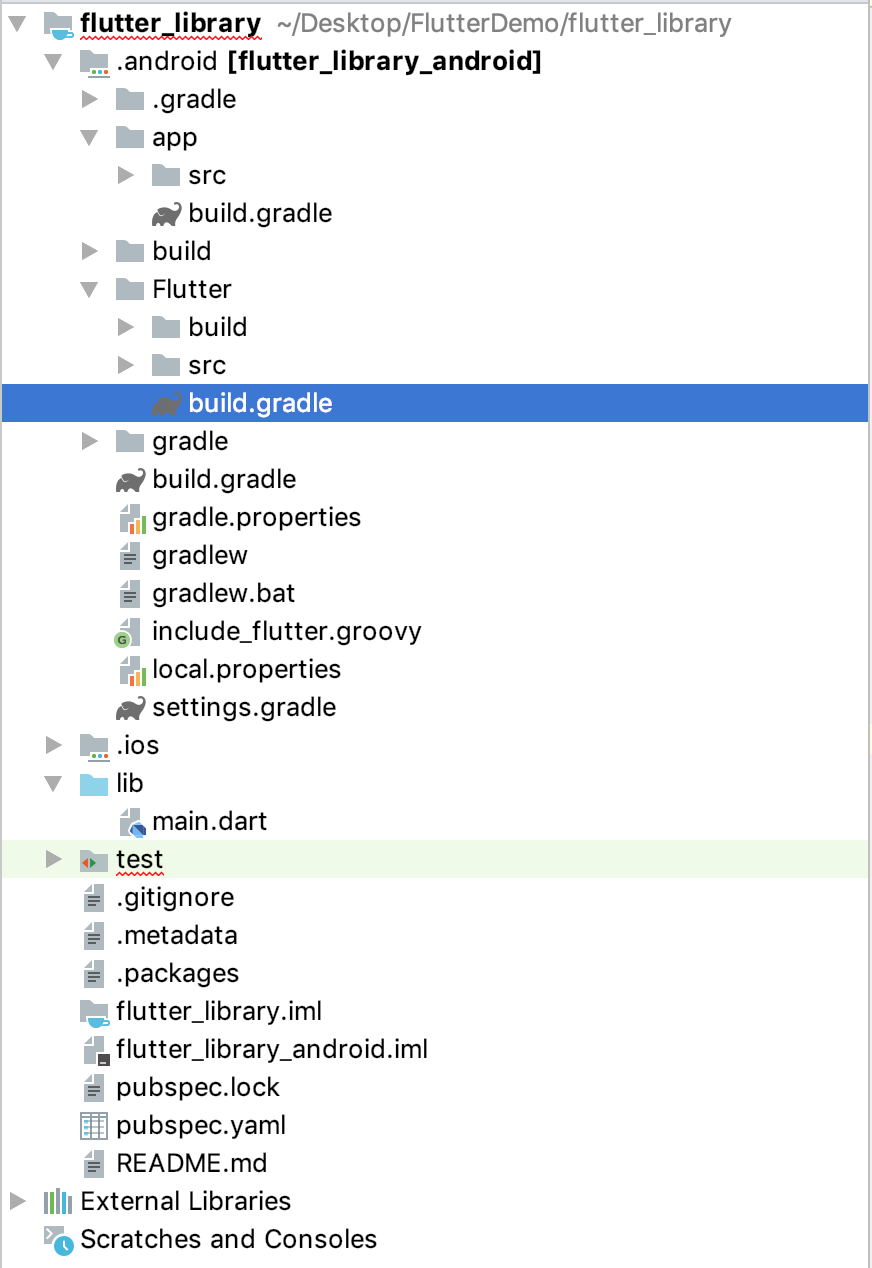 flutter_library ~/Desktop/FlutterDemo/flutter_library
.android [flutter_library_android]
.gradle
app
src
build.gradle
build
Flutter
build
src
build.gradle
gradle
build.gradle
gradle.properties
gradlew
gradlew.bat
include_flutter.groovy
local.properties
settings.gradle
.ios
lib
main.dart
test
.gitignore
.metadata
.packages
flutter_library.iml
flutter_library_android.iml
pubspec.lock
pubspec.yaml
README.md
External Libraries
Scratches and Consoles